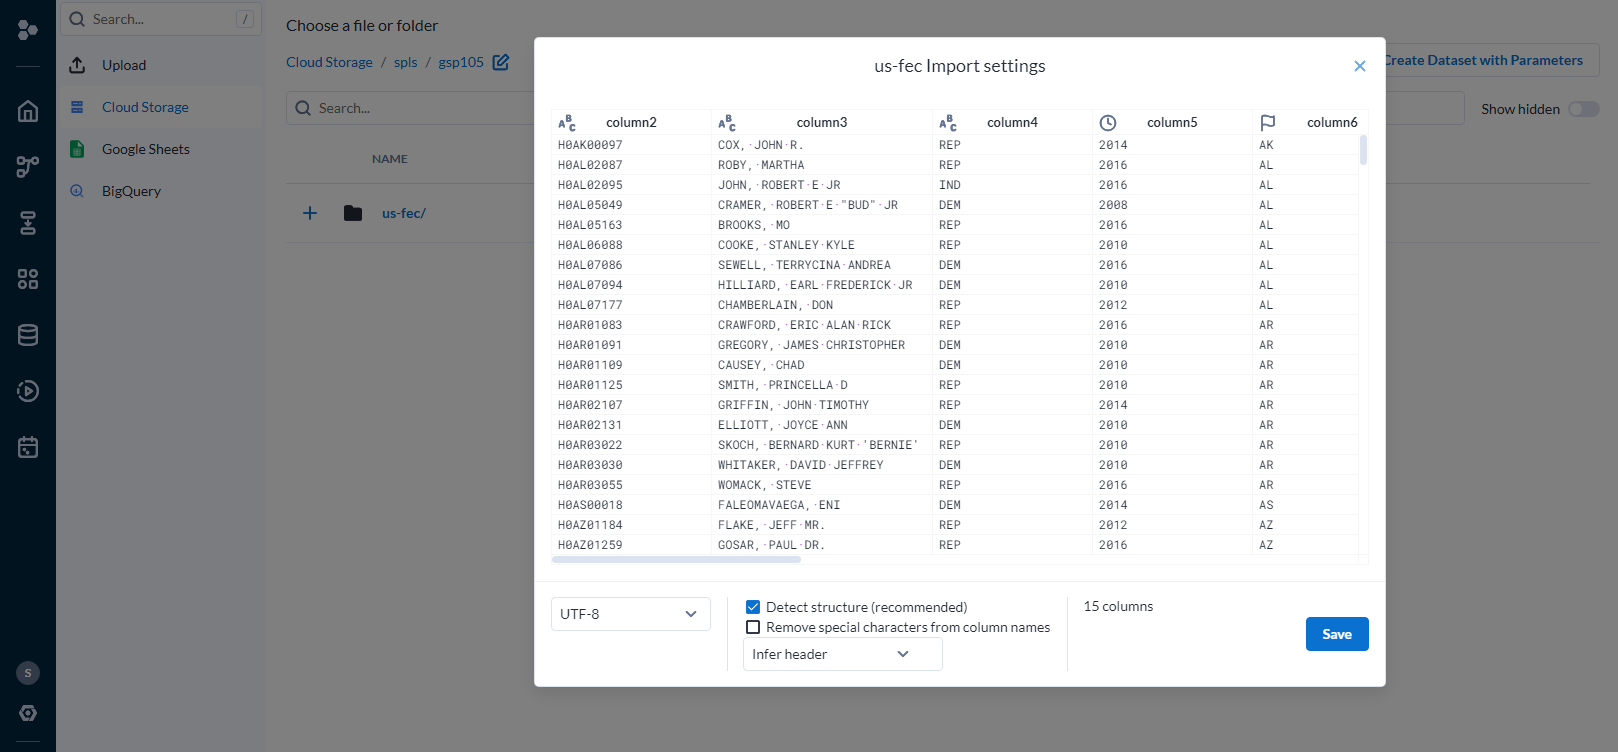 Search...
/
Upload
Cloud Storage
Google Sheets
BigQuery
S
Choose a file or folder
Cloud Storage / spls / gsp105
Create Dataset with Parameters
Search...
Show hidden
NAME
us-fec/
us-fec Import settings
column2 column3 column4 column5 column6
H0AK00097 COX, JOHN R. REP 2014 AK
H0AL02087 ROBY, MARTHA REP 2016 AL
H0AL02095 JOHN, ROBERT E JR IND 2016 AL
H0AL05049 CRAMER, ROBERT E "BUD" JR DEM 2008 AL
H0AL05163 BROOKS, MO REP 2016 AL
H0AL06088 COOKE, STANLEY KYLE REP 2010 AL
H0AL07086 SEWELL, TERRYCINA ANDREA DEM 2016 AL
H0AL07094 HILLIARD, EARL FREDERICK JR DEM 2010 AL
H0AL07177 CHAMBERLAIN, DON REP 2012 AL
H0AR01083 CRAWFORD, ERIC ALAN RICK REP 2016 AR
H0AR01091 GREGORY, JAMES CHRISTOPHER DEM 2010 AR
H0AR01109 CAUSEY, CHAD DEM 2010 AR
H0AR01125 SMITH, PRINCELLA D REP 2010 AR
H0AR02107 GRIFFIN, JOHN TIMOTHY REP 2014 AR
H0AR02131 ELLIOTT, JOYCE ANN DEM 2010 AR
H0AR03022 SKOCH, BERNARD KURT 'BERNIE' REP 2010 AR
H0AR03030 WHITAKER, DAVID JEFFREY DEM 2010 AR
H0AR03055 WOMACK, STEVE REP 2016 AR
H0AS00018 FALEOMAVAEGA, ENI DEM 2014 AS
H0AZ01184 FLAKE, JEFF MR. REP 2012 AZ
H0AZ01259 GOSAR, PAUL DR. REP 2016 AZ
UTF-8
Detect structure (recommended)
Remove special characters from column names
Infer header
15 columns
Save